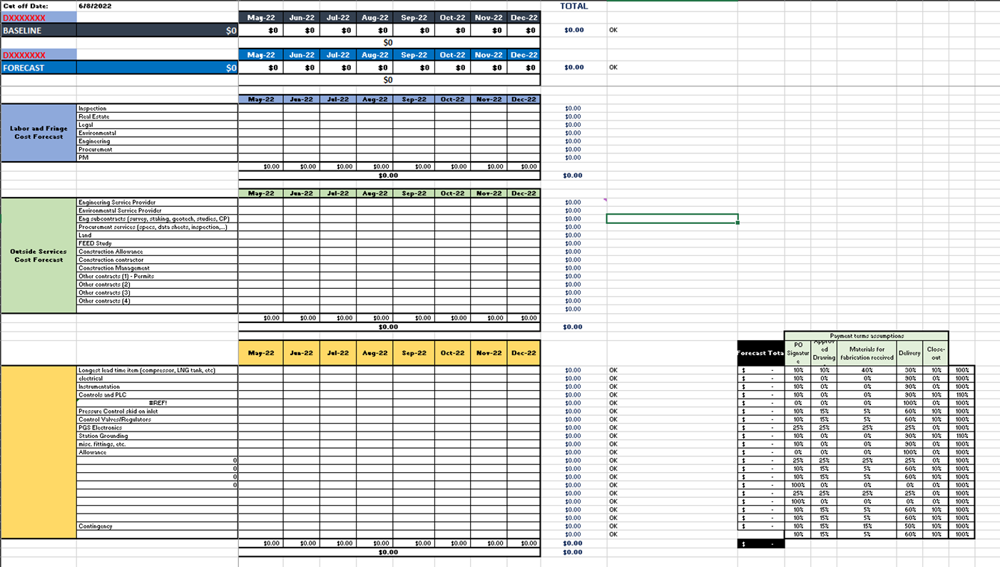 Cut off Date: 6/8/2022 TOTAL
DXXXXXXX May-22 Jun-22 Jul-22 Aug-22 Sep-22 Oct-22 Nov-22 Dec-22
BASELINE $0 $0 $0 $0 $0 $0 $0 $0 $0 $0.00 OK
$0
DXXXXXXX May-22 Jun-22 Jul-22 Aug-22 Sep-22 Oct-22 Nov-22 Dec-22
FORECAST $0 $0 $0 $0 $0 $0 $0 $0 $0 $0.00 OK
$0
May-22 Jun-22 Jul-22 Aug-22 Sep-22 Oct-22 Nov-22 Dec-22
Labor and Fringe
Cost Forecast
Inspection $0.00
Real Estate $0.00
Legal $0.00
Environmental $0.00
Engineering $0.00
Procurement $0.00
PM $0.00
$0.00 $0.00 $0.00 $0.00 $0.00 $0.00 $0.00 $0.00
$0.00 $0.00
May-22 Jun-22 Jul-22 Aug-22 Sep-22 Oct-22 Nov-22 Dec-22
Outside Services
Cost Forecast
Engineering Service Provider $0.00
Environmental Service Provider $0.00
Eng subcontracts (survey, staking, geotech, studies, CP) $0.00
Procurement services (specs, data sheets, inspection,...) $0.00
Land $0.00
FEED Study $0.00
Construction Allowance $0.00
Construction contractor $0.00
Construction Management $0.00
Other contracts (1) - Permits $0.00
Other contracts (2) $0.00
Other contracts (3) $0.00
Other contracts (4) $0.00
$0.00
$0.00 $0.00 $0.00 $0.00 $0.00 $0.00 $0.00 $0.00
$0.00 $0.00
Payment terms assumptions
May-22 Jun-22 Jul-22 Aug-22 Sep-22 Oct-22 Nov-22 Dec-22
Forecast Tota
PO
Signatur
e
Approv
ed
Drawing
Materials for
fabrication received
Delivery
Close-
out
Longest lead time item (compressor, LNG tank, etc) $0.00 OK $ - 10% 10% 40% 30% 10% 100%
electrical $0.00 OK $ - 10% 0% 0% 90% 0% 100%
Instrumentation $0.00 OK $ - 10% 0% 0% 90% 0% 100%
Controls and PLC $0.00 OK $ - 10% 0% 0% 90% 10% 110%
#REF! $0.00 OK $ - 0% 0% 0% 100% 0% 100%
Pressure Control skid on inlet $0.00 OK $ - 10% 15% 5% 60% 10% 100%
Control Valves/Regulators $0.00 OK $ - 10% 15% 5% 60% 10% 100%
PGS Electronics $0.00 OK $ - 25% 25% 25% 25% 0% 100%
Station Grounding $0.00 OK $ - 10% 0% 0% 90% 10% 110%
misc. fittings, etc. $0.00 OK $ - 10% 0% 0% 90% 0% 100%
Allowance $0.00 OK $ - 0% 0% 0% 100% 0% 100%
0 $0.00 OK $ - 25% 25% 25% 25% 0% 100%
0 $0.00 OK $ - 10% 15% 5% 60% 10% 100%
0 $0.00 OK $ - 10% 15% 5% 60% 10% 100%
0 $0.00 OK $ - 100% 0% 0% 0% 0% 100%
$0.00 OK $ - 25% 25% 25% 25% 0% 100%
$0.00 OK $ - 100% 0% 0% 0% 0% 100%
$0.00 OK $ - 10% 15% 5% 60% 10% 100%
$0.00 OK $ - 10% 15% 5% 60% 10% 100%
Contingency $0.00 OK $ - 10% 15% 15% 50% 10% 100%
$0.00 OK 10% 15% 5% 60% 10% 100%
$0.00 $0.00 $0.00 $0.00 $0.00 $0.00 $0.00 $0.00 $0.00 $ -
$0.00 $0.00